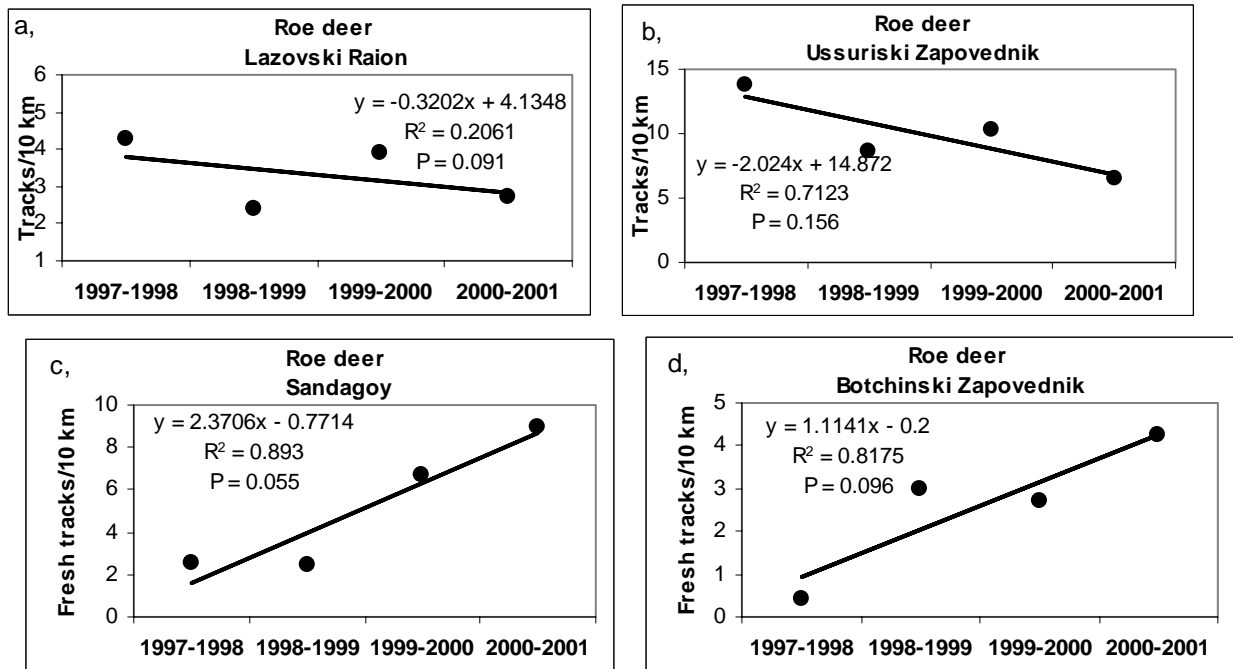 a,
Roe deer
Lazovski Raion
Tracks/10 km
6
5
4
3
2
1
y = -0.3202x + 4.1348
R² = 0.2061
P = 0.091
1997-1998 1998-1999 1999-2000 2000-2001
b,
Roe deer
Ussuriski Zapovednik
Tracks/10 km
15
10
5
0
y = -2.024x + 14.872
R² = 0.7123
P = 0.156
1997-1998 1998-1999 1999-2000 2000-2001
c,
Roe deer
Sandagoy
Fresh tracks/10 km
10
8
6
4
2
0
y = 2.3706x - 0.7714
R² = 0.893
P = 0.055
1997-1998 1998-1999 1999-2000 2000-2001
d,
Roe deer
Botchinski Zapovednik
Fresh tracks/10 km
5
4
3
2
1
0
y = 1.1141x - 0.2
R² = 0.8175
P = 0.096
1997-1998 1998-1999 1999-2000 2000-2001